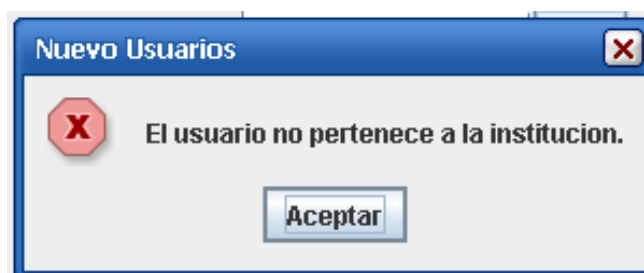 Nuevo Usuarios
El usuario no pertenece a la institucion.
Aceptar